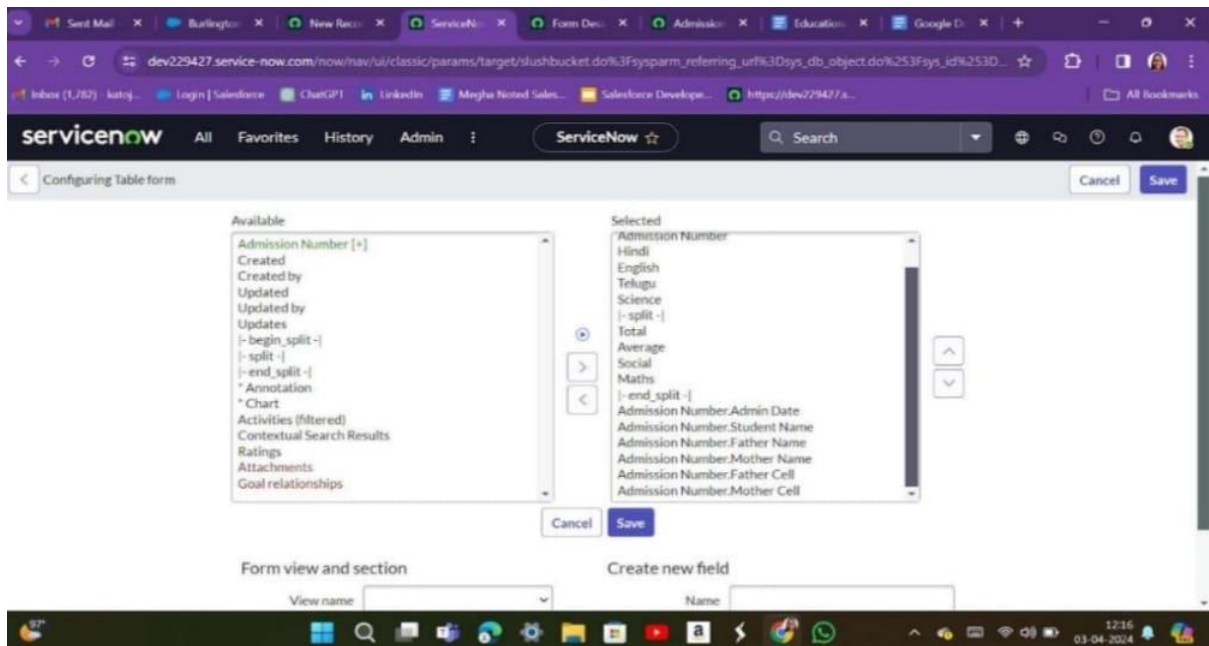 Sent Mail
Burlington
New Reco
ServiceN
Form Desi
Admission
Education
Google D
dev229427.service-now.com/now/nav/ui/classic/params/target/slushbucket.do%3Fsysparm_referring_url%3Dsys_db_object.do%253Fsys_id%253D...
Inbox (1,782) - katoj...
Login | Salesforce
ChatGPT
LinkedIn
Megha Noted Sales...
Salesforce Develope...
https://dev229427.s...
All Bookmarks
servicenow
All
Favorites
History
Admin
ServiceNow
Search
Configuring Table form
Cancel
Save
Available
Admission Number [+]
Created
Created by
Updated
Updated by
Updates
|- begin_split -|
|- split -|
|- end_split -|
* Annotation
* Chart
Activities (filtered)
Contextual Search Results
Ratings
Attachments
Goal relationships
Selected
Admission Number
Hindi
English
Telugu
Science
|- split -|
Total
Average
Social
Maths
|- end_split -|
Admission Number.Admin Date
Admission Number.Student Name
Admission Number.Father Name
Admission Number.Mother Name
Admission Number.Father Cell
Admission Number.Mother Cell
Cancel
Save
Form view and section
Create new field
View name
Name
97°
12:16
03-04-2024